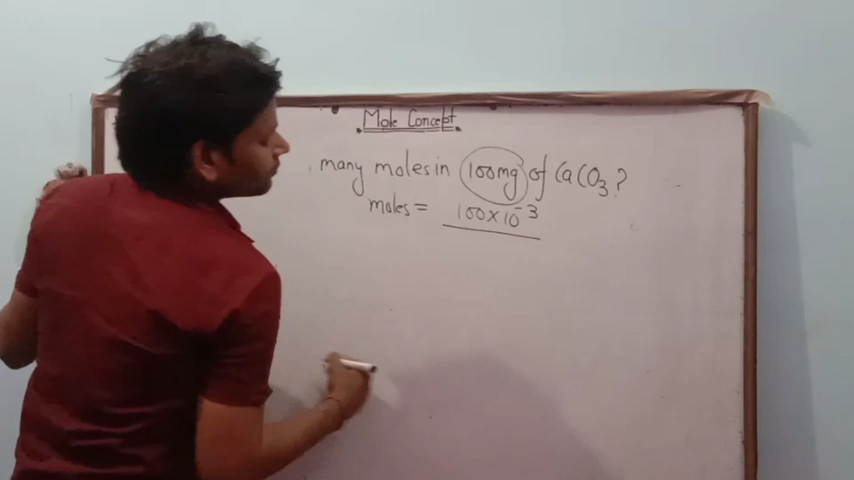 Mole Concept
many moles in 100mg of CaCO3?
moles = 100×10⁻³